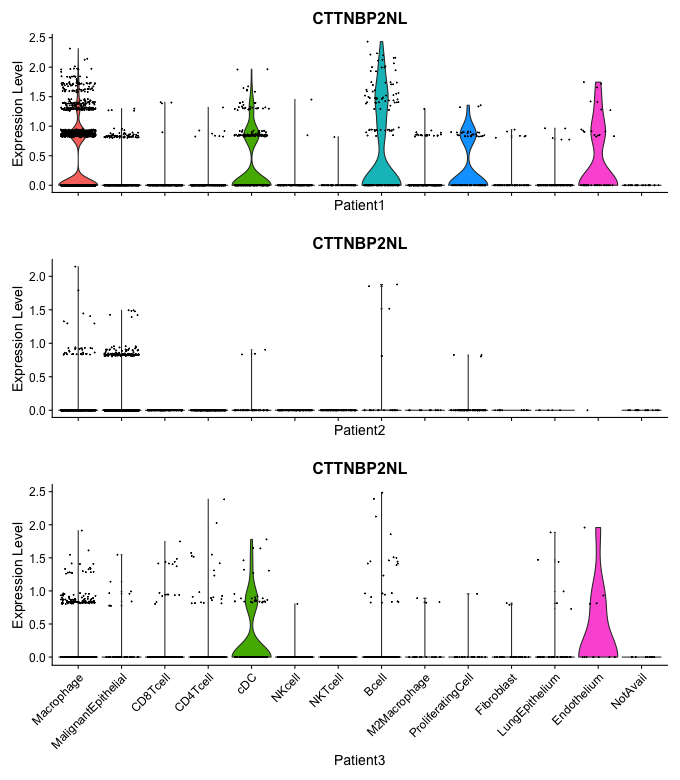 CTTNBP2NL
Expression Level
2.5
2.0
1.5
1.0
0.5
0.0
Patient1
CTTNBP2NL
Expression Level
2.0
1.5
1.0
0.5
0.0
Patient2
CTTNBP2NL
Expression Level
2.5
2.0
1.5
1.0
0.5
0.0
Macrophage
MalignantEpithelial
CD8Tcell
CD4Tcell
cDC
NKcell
NKTcell
Bcell
M2Macrophage
ProliferatingCell
Fibroblast
LungEpithelium
Endothelium
NotAvail
Patient3